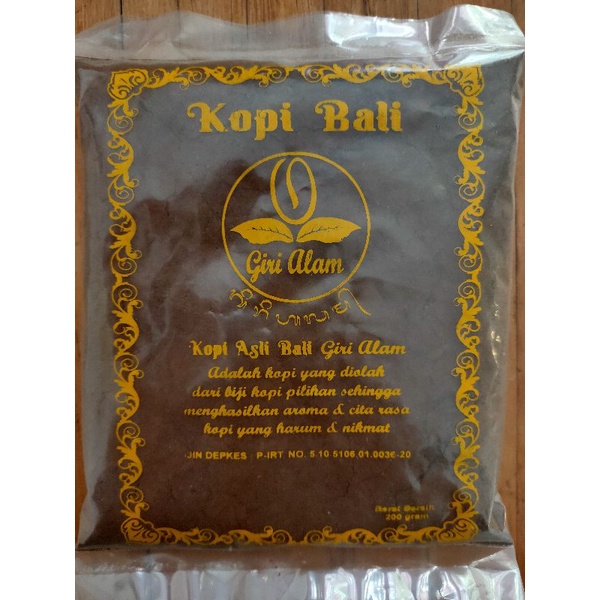 Kopi Bali
Giri Alam
Kopi Asli Bali Giri Alam
Adalah kopi yang diolah
dari biji kopi pilihan sehingga
menghasilkan aroma & cita rasa
kopi yang harum & nikmat
IJIN DEPKES : P-IRT NO. 5.10.5106.01.0036-20
Berat Bersih
200 gram